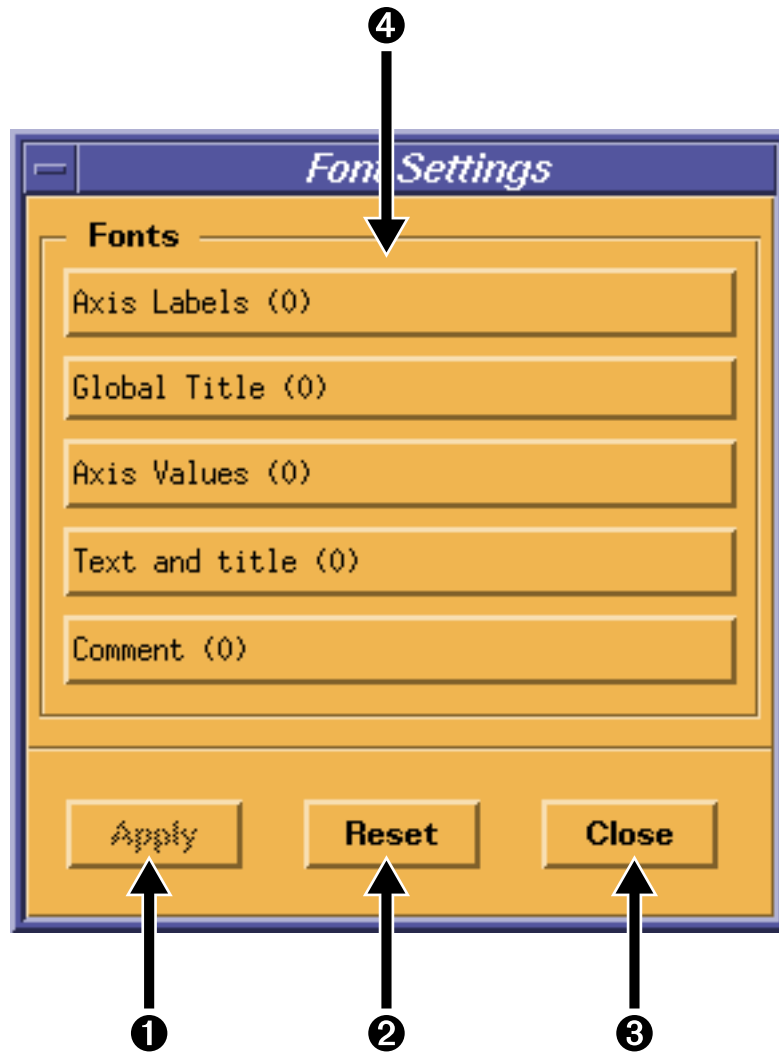 ❹
Font Settings
Fonts
Axis Labels (0)
Global Title (0)
Axis Values (0)
Text and title (0)
Comment (0)
Apply Reset Close
❶ ❷ ❸